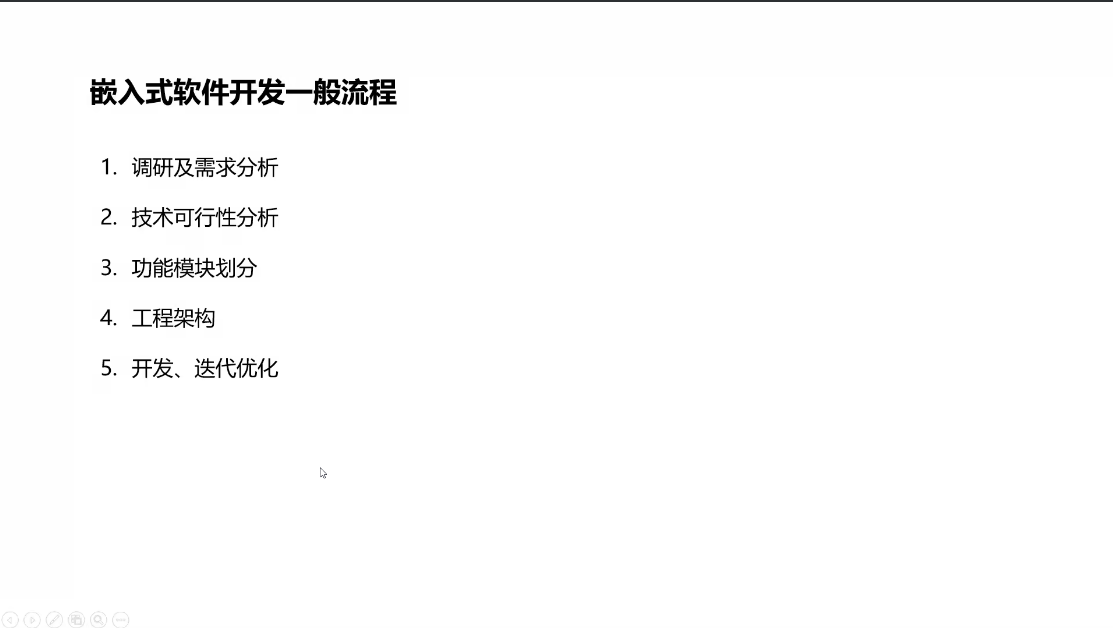 嵌入式软件开发一般流程
1. 调研及需求分析
2. 技术可行性分析
3. 功能模块划分
4. 工程架构
5. 开发、迭代优化